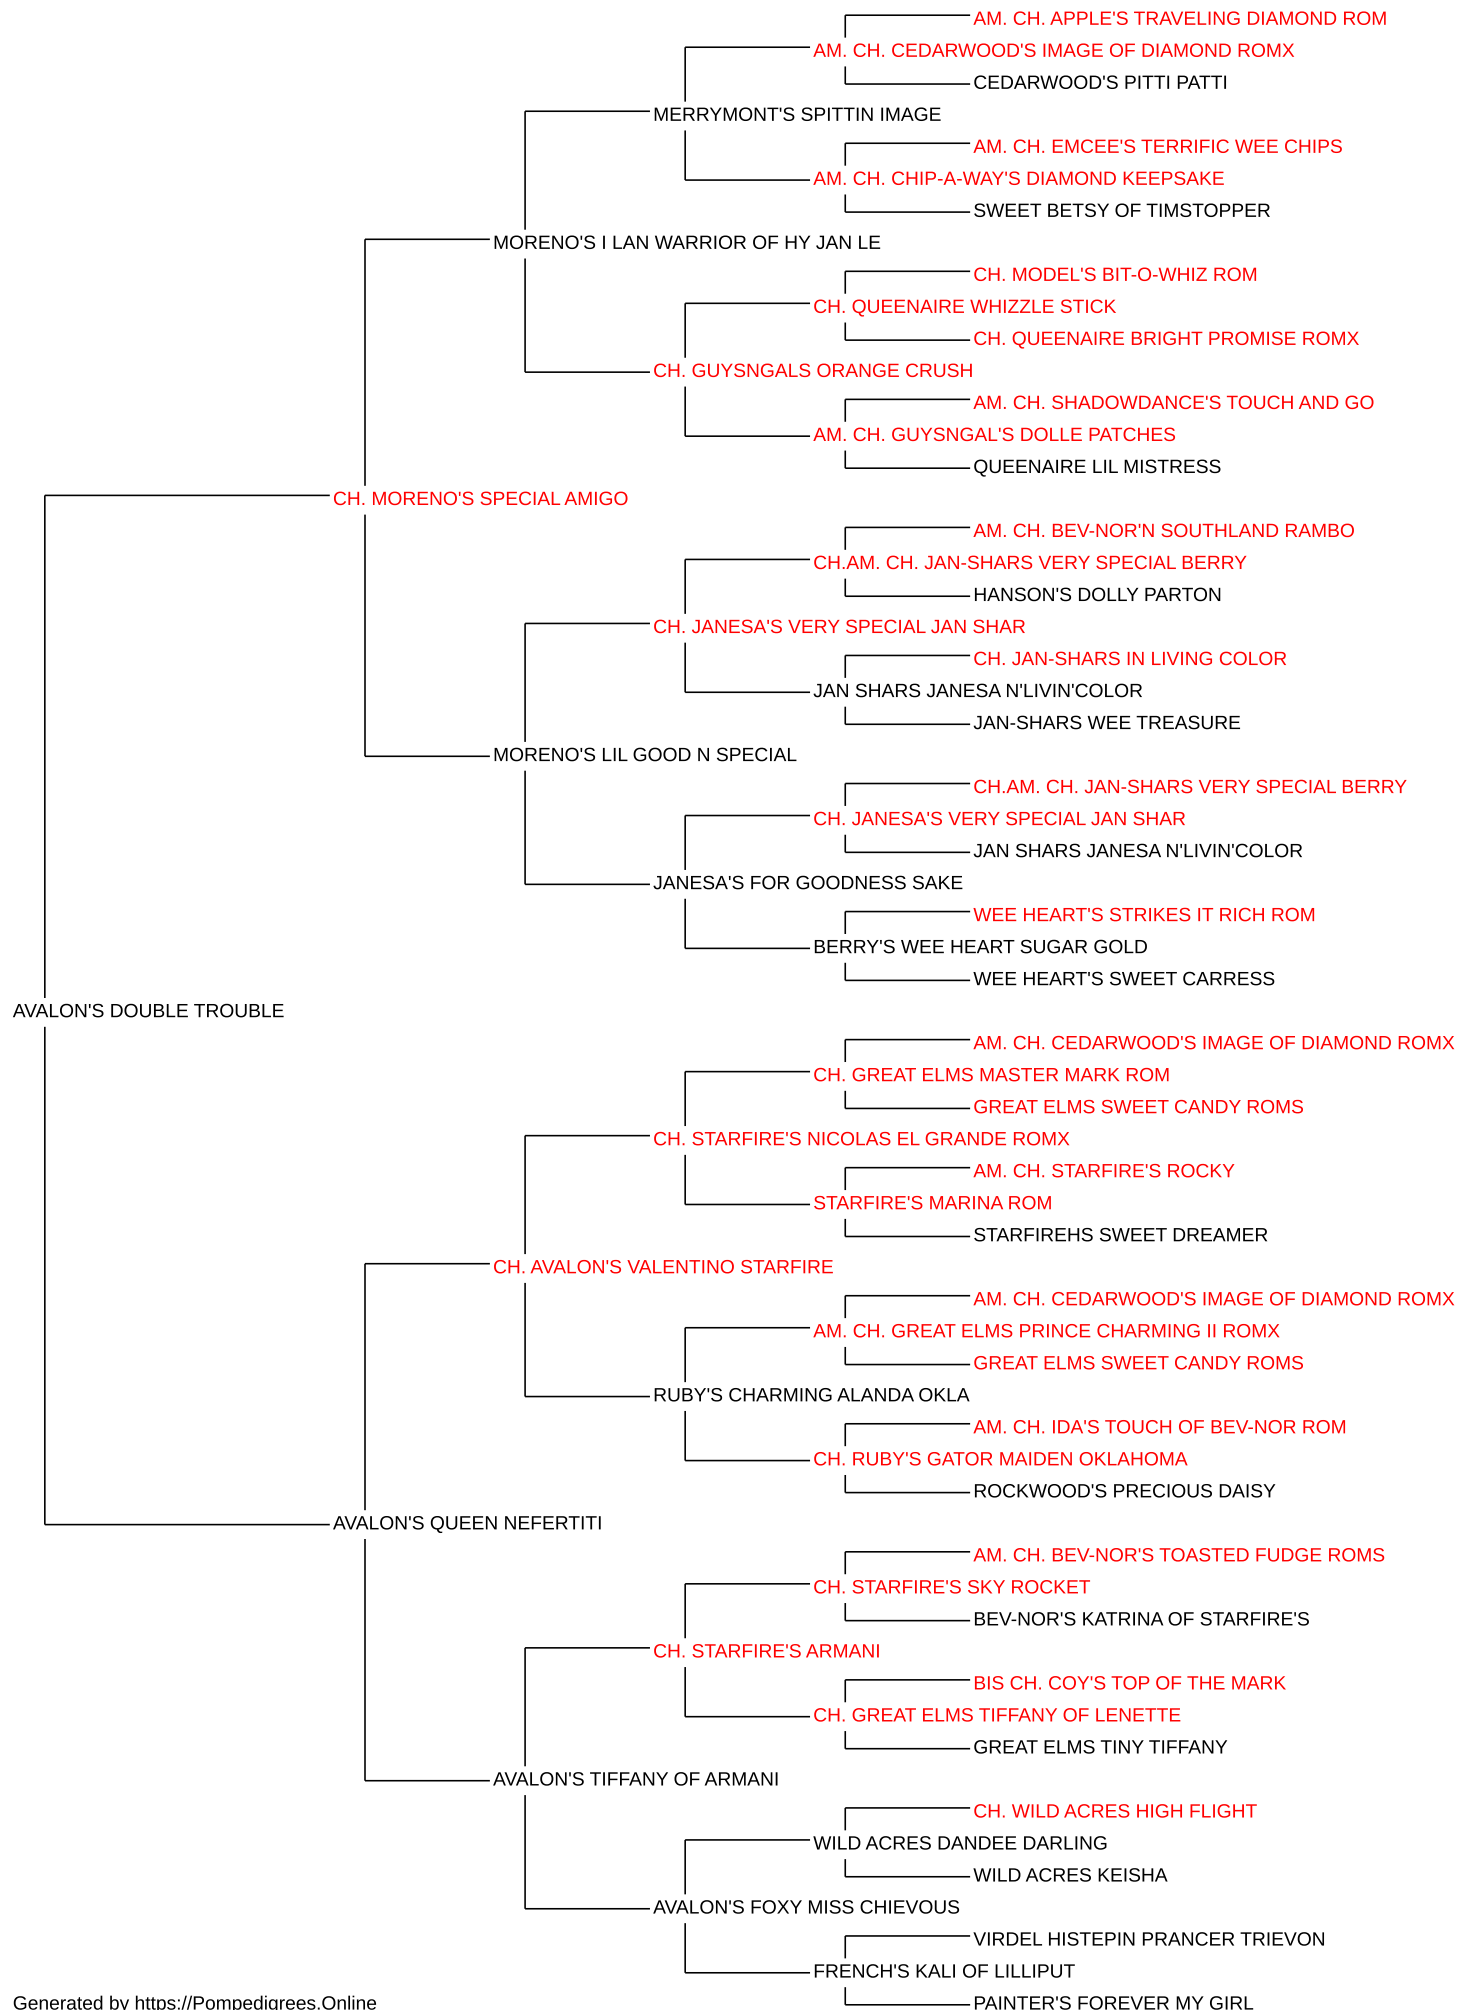 AM. CH. APPLE'S TRAVELING DIAMOND ROM
AM. CH. CEDARWOOD'S IMAGE OF DIAMOND ROMX
CEDARWOOD'S PITTI PATTI
MERRYMONT'S SPITTIN IMAGE
AM. CH. EMCEE'S TERRIFIC WEE CHIPS
AM. CH. CHIP-A-WAY'S DIAMOND KEEPSAKE
SWEET BETSY OF TIMSTOPPER
MORENO'S I LAN WARRIOR OF HY JAN LE
CH. MODEL'S BIT-O-WHIZ ROM
CH. QUEENAIRE WHIZZLE STICK
CH. QUEENAIRE BRIGHT PROMISE ROMX
CH. GUYSNGALS ORANGE CRUSH
AM. CH. SHADOWDANCE'S TOUCH AND GO
AM. CH. GUYSNGAL'S DOLLE PATCHES
QUEENAIRE LIL MISTRESS
CH. MORENO'S SPECIAL AMIGO
AM. CH. BEV-NOR'N SOUTHLAND RAMBO
CH.AM. CH. JAN-SHARS VERY SPECIAL BERRY
HANSON'S DOLLY PARTON
CH. JANESA'S VERY SPECIAL JAN SHAR
CH. JAN-SHARS IN LIVING COLOR
JAN SHARS JANESA N'LIVIN'COLOR
JAN-SHARS WEE TREASURE
MORENO'S LIL GOOD N SPECIAL
CH.AM. CH. JAN-SHARS VERY SPECIAL BERRY
CH. JANESA'S VERY SPECIAL JAN SHAR
JAN SHARS JANESA N'LIVIN'COLOR
JANESA'S FOR GOODNESS SAKE
WEE HEART'S STRIKES IT RICH ROM
BERRY'S WEE HEART SUGAR GOLD
WEE HEART'S SWEET CARRESS
AVALON'S DOUBLE TROUBLE
AM. CH. CEDARWOOD'S IMAGE OF DIAMOND ROMX
CH. GREAT ELMS MASTER MARK ROM
GREAT ELMS SWEET CANDY ROMS
CH. STARFIRE'S NICOLAS EL GRANDE ROMX
AM. CH. STARFIRE'S ROCKY
STARFIRE'S MARINA ROM
STARFIREHS SWEET DREAMER
CH. AVALON'S VALENTINO STARFIRE
AM. CH. CEDARWOOD'S IMAGE OF DIAMOND ROMX
AM. CH. GREAT ELMS PRINCE CHARMING II ROMX
GREAT ELMS SWEET CANDY ROMS
RUBY'S CHARMING ALANDA OKLA
AM. CH. IDA'S TOUCH OF BEV-NOR ROM
CH. RUBY'S GATOR MAIDEN OKLAHOMA
ROCKWOOD'S PRECIOUS DAISY
AVALON'S QUEEN NEFERTITI
AM. CH. BEV-NOR'S TOASTED FUDGE ROMS
CH. STARFIRE'S SKY ROCKET
BEV-NOR'S KATRINA OF STARFIRE'S
CH. STARFIRE'S ARMANI
BIS CH. COY'S TOP OF THE MARK
CH. GREAT ELMS TIFFANY OF LENETTE
GREAT ELMS TINY TIFFANY
AVALON'S TIFFANY OF ARMANI
CH. WILD ACRES HIGH FLIGHT
WILD ACRES DANDEE DARLING
WILD ACRES KEISHA
AVALON'S FOXY MISS CHIEVOUS
VIRDEL HISTEPIN PRANCER TRIEVON
FRENCH'S KALI OF LILLIPUT
PAINTER'S FOREVER MY GIRL
Generated by https://Pompedigrees.Online